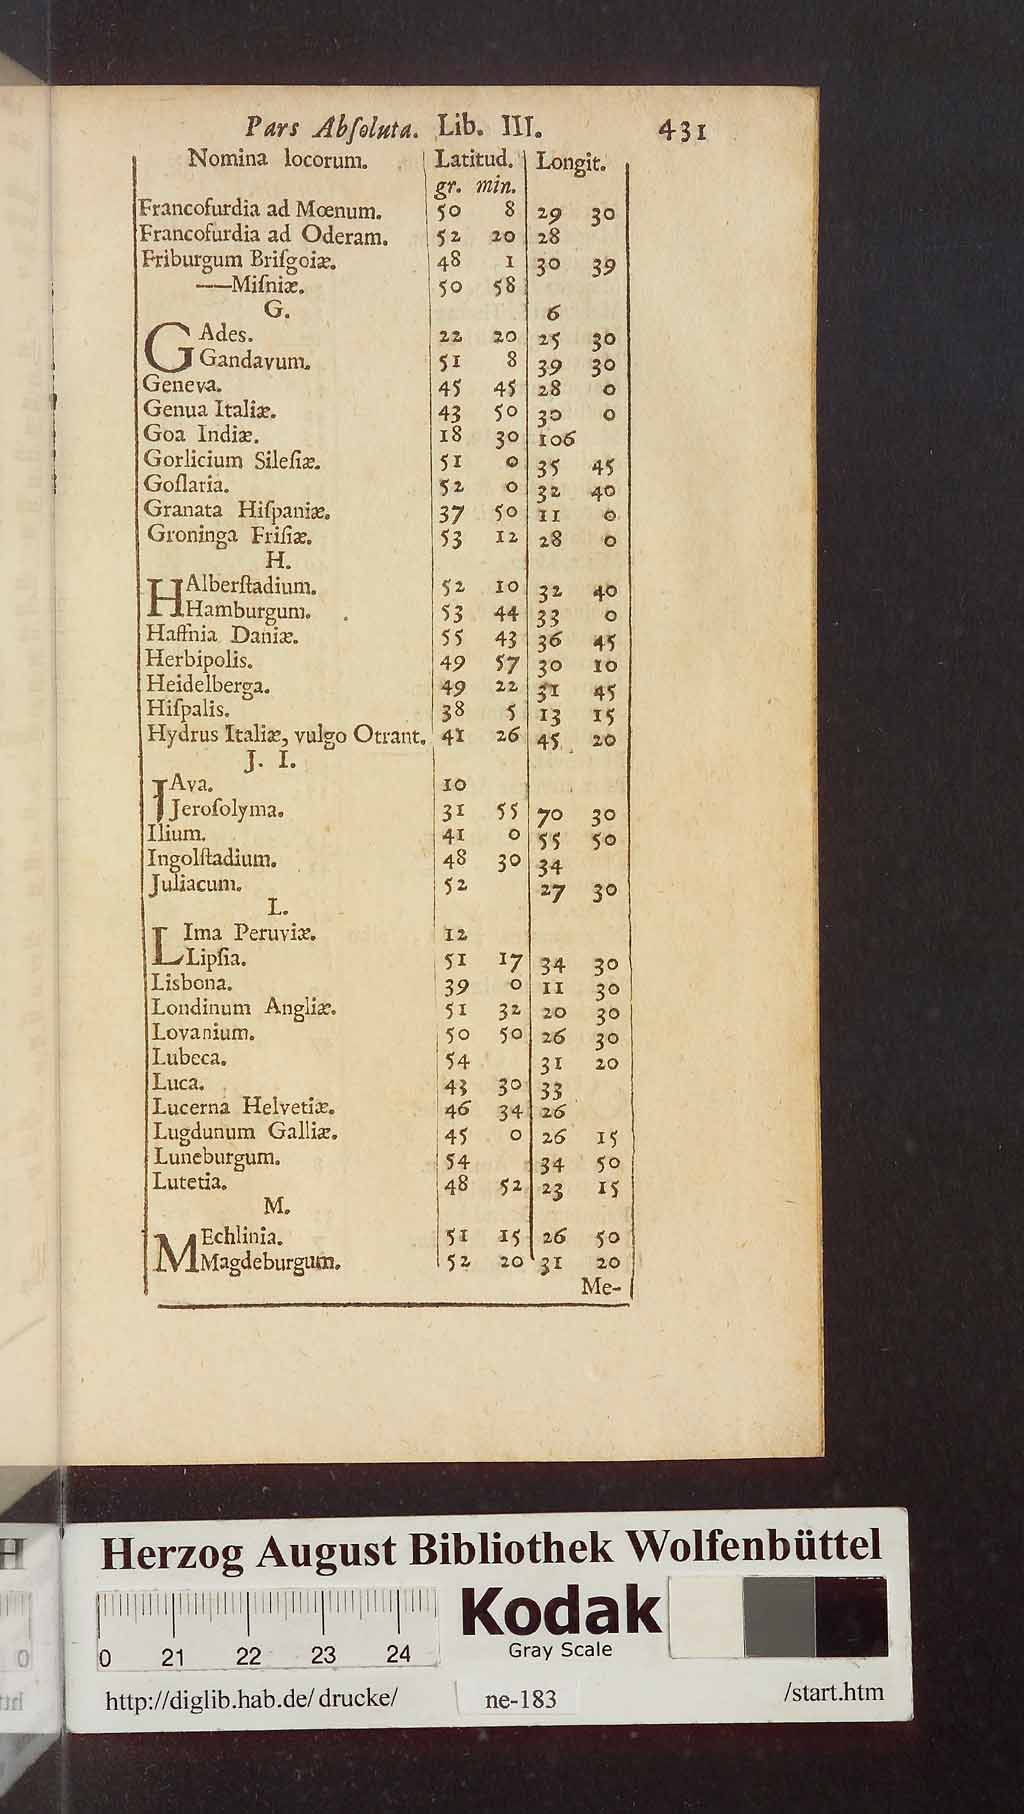 Pars Abſoluta. Lib. III. 431
Nomina locorum. Latitud. Longit.
gr. min.
Francofurdia ad Mœnum. 50 8 29 30
Francofurdia ad Oderam. 52 20 28
Friburgum Briſgoiæ. 48 1 30 39
——Miſniæ. 50 58
G. 6
GAdes. 22 20 25 30
Gandavum. 51 8 39 30
Geneva. 45 45 28 0
Genua Italiæ. 43 50 30 0
Goa Indiæ. 18 30 106
Gorlicium Sileſiæ. 51 0 35 45
Goſlaria. 52 0 32 40
Granata Hiſpaniæ. 37 50 11 0
Groninga Friſiæ. 53 12 28 0
H.
HAlberſtadium. 52 10 32 40
Hamburgum. 53 44 33 0
Haffnia Daniæ. 55 43 36 45
Herbipolis. 49 57 30 10
Heidelberga. 49 22 31 45
Hiſpalis. 38 5 13 15
Hydrus Italiæ, vulgo Otrant. 41 26 45 20
J. I.
JAva. 10
Jeroſolyma. 31 55 70 30
Ilium. 41 0 55 50
Ingolſtadium. 48 30 34
Juliacum. 52 27 30
L.
LIma Peruviæ. 12
Lipſia. 51 17 34 30
Lisbona. 39 0 11 30
Londinum Angliæ. 51 32 20 30
Lovanium. 50 50 26 30
Lubeca. 54 31 20
Luca. 43 30 33
Lucerna Helvetiæ. 46 34 26
Lugdunum Galliæ. 45 0 26 15
Luneburgum. 54 34 50
Lutetia. 48 52 23 15
M.
MEchlinia. 51 15 26 50
Magdeburgum. 52 20 31 20
Me-
Herzog August Bibliothek Wolfenbüttel
Kodak
Gray Scale
0 21 22 23 24
http://diglib.hab.de/drucke/ ne-183 /start.htm